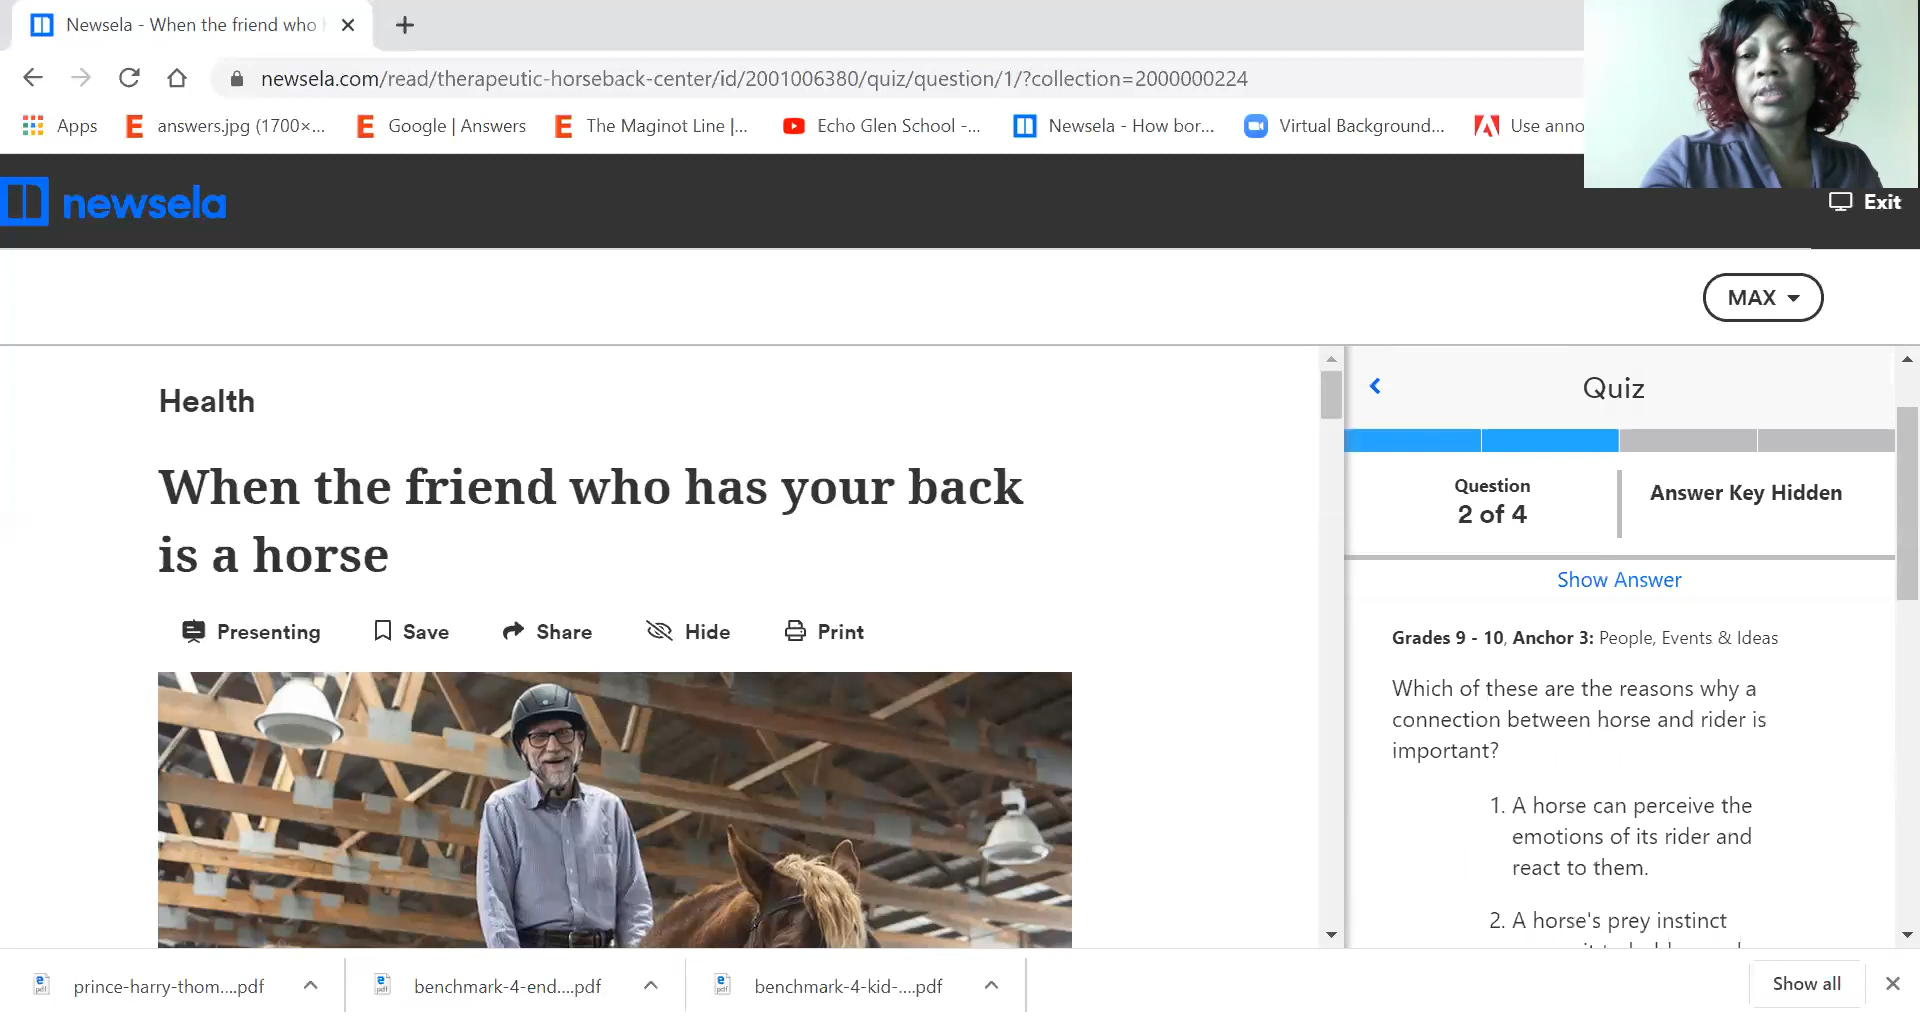 Newsela - When the friend who
newsela.com/read/therapeutic-horseback-center/id/2001006380/quiz/question/1/?collection=2000000224
Apps
E answers.jpg (1700×...
E Google | Answers
E The Maginot Line |...
Echo Glen School -...
Newsela - How bor...
Virtual Background...
Use anno
newsela
Exit
MAX
Health
When the friend who has your back
is a horse
Presenting
Save
Share
Hide
Print
Quiz
Question
2 of 4
Answer Key Hidden
Show Answer
Grades 9 - 10, Anchor 3: People, Events & Ideas
Which of these are the reasons why a
connection between horse and rider is
important?
1. A horse can perceive the
emotions of its rider and
react to them.
2. A horse's prey instinct
prince-harry-thom....pdf
benchmark-4-end....pdf
benchmark-4-kid-....pdf
Show all